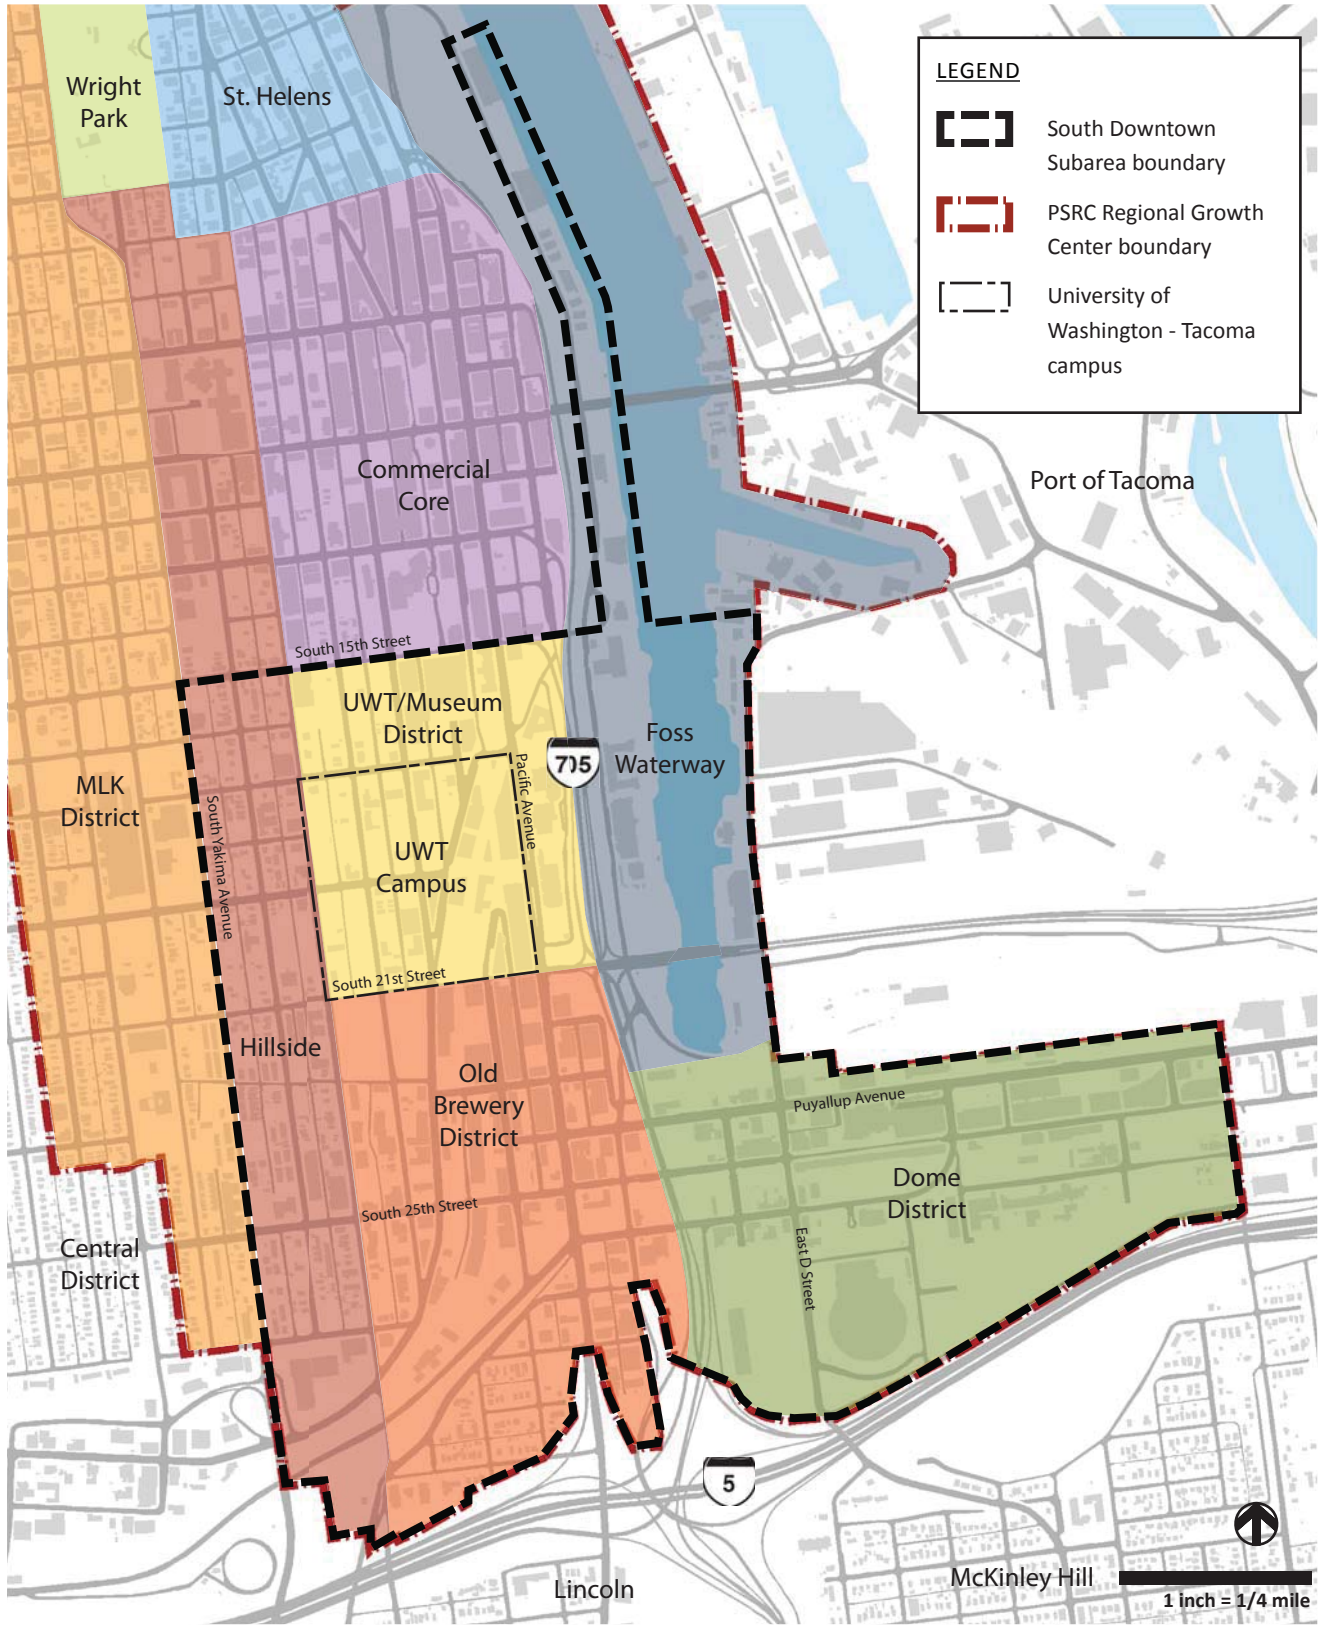 Wright
Park
St. Helens
LEGEND
South Downtown
Subarea boundary
PSRC Regional Growth
Center boundary
University of
Washington - Tacoma
campus
Commercial
Core
Port of Tacoma
South 15th Street
UWT/Museum
District
Foss
Waterway
705
Pacific Avenue
MLK
District
South Yakima Avenue
UWT
Campus
South 21st Street
Hillside
Old
Brewery
District
Puyallup Avenue
Dome
District
South 25th Street
East D Street
Central
District
5
McKinley Hill
Lincoln
1 inch = 1/4 mile